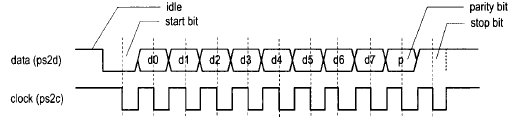 idle
start bit
parity bit
stop bit
data (ps2d)
d0 d1 d2 d3 d4 d5 d6 d7 p
clock (ps2c)